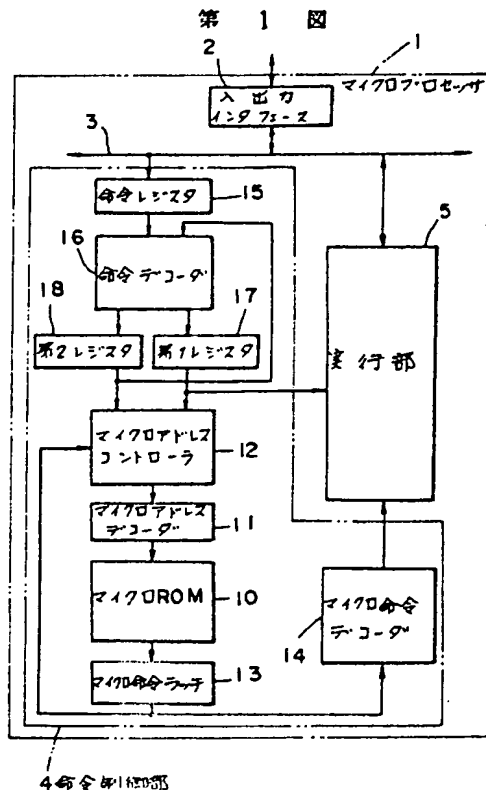 第 1 図
1
マイクロプロセッサ
2
入出力
インタフェース
3
命令レジスタ
15
5
16
命令デコーダ
18
17
第2レジスタ
第1レジスタ
実行部
マイクロアドレス
コントローラ
12
マイクロアドレス
デコーダ
11
マイクロROM
10
マイクロ命令
デコーダ
14
マイクロ命令ラッチ
13
4命令制御部